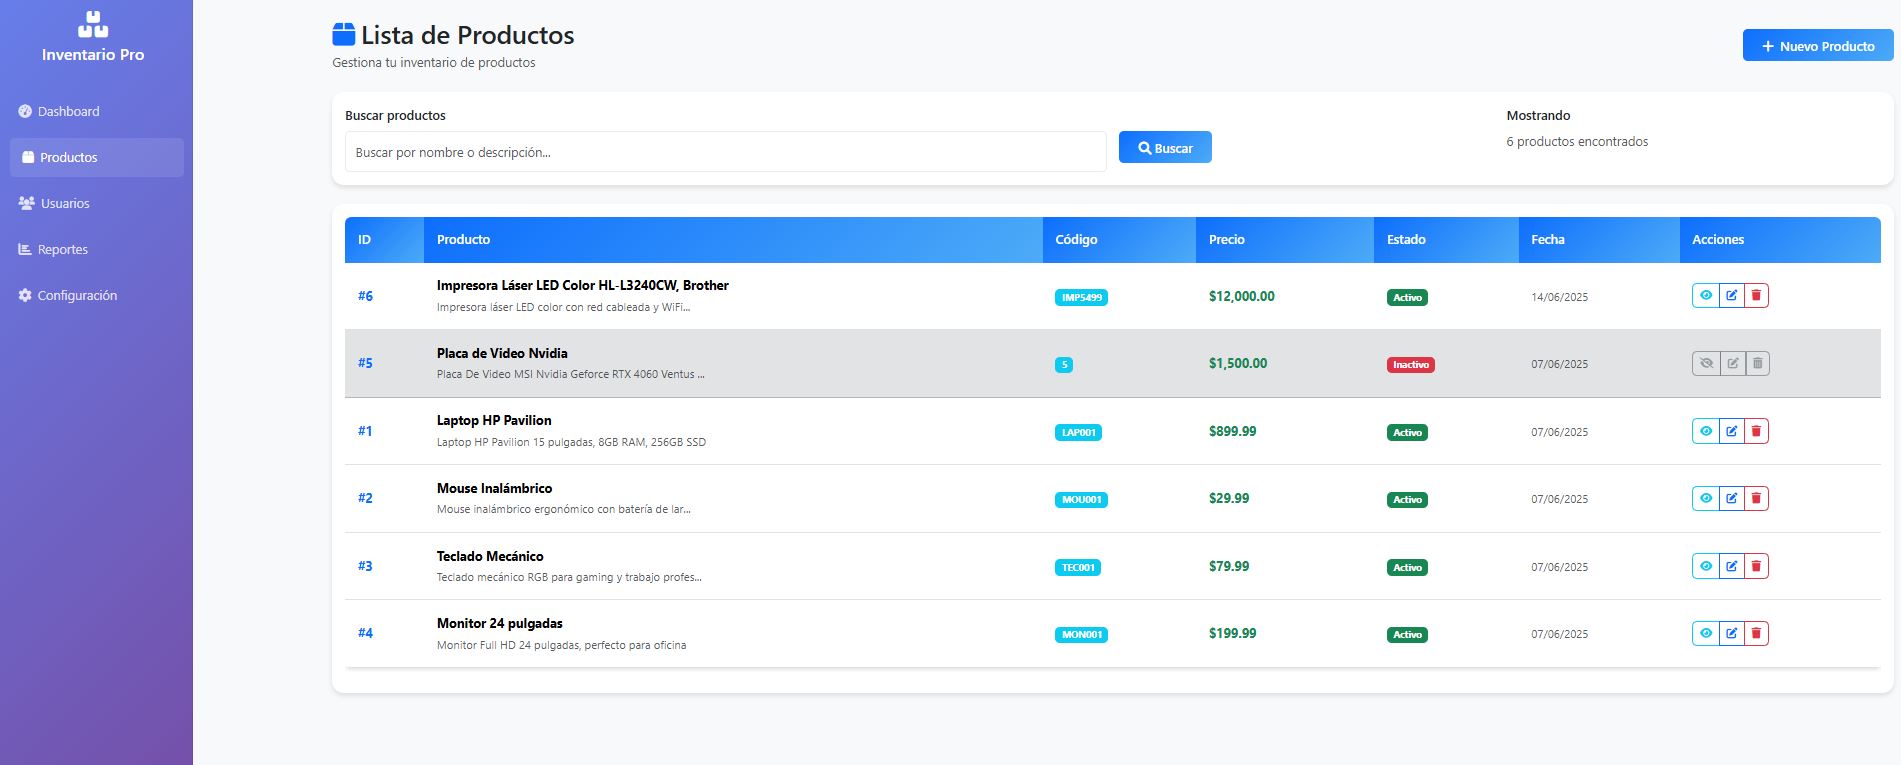 Inventario Pro
Dashboard
Productos
Usuarios
Reportes
Configuración
Lista de Productos
Gestiona tu inventario de productos
Nuevo Producto
Buscar productos
Buscar por nombre o descripción...
Buscar
Mostrando
6 productos encontrados
ID Producto Código Precio Estado Fecha Acciones
#6 Impresora Láser LED Color HL-L3240CW, Brother IMP5499 $12,000.00 Activo 14/06/2025
Impresora láser LED color con red cableada y WiFi...
#5 Placa de Video Nvidia 5 $1,500.00 Inactivo 07/06/2025
Placa De Video MSI Nvidia Geforce RTX 4060 Ventus ...
#1 Laptop HP Pavilion LAP001 $899.99 Activo 07/06/2025
Laptop HP Pavilion 15 pulgadas, 8GB RAM, 256GB SSD
#2 Mouse Inalámbrico MOU001 $29.99 Activo 07/06/2025
Mouse inalámbrico ergonómico con batería de lar...
#3 Teclado Mecánico TEC001 $79.99 Activo 07/06/2025
Teclado mecánico RGB para gaming y trabajo profes...
#4 Monitor 24 pulgadas MON001 $199.99 Activo 07/06/2025
Monitor Full HD 24 pulgadas, perfecto para oficina